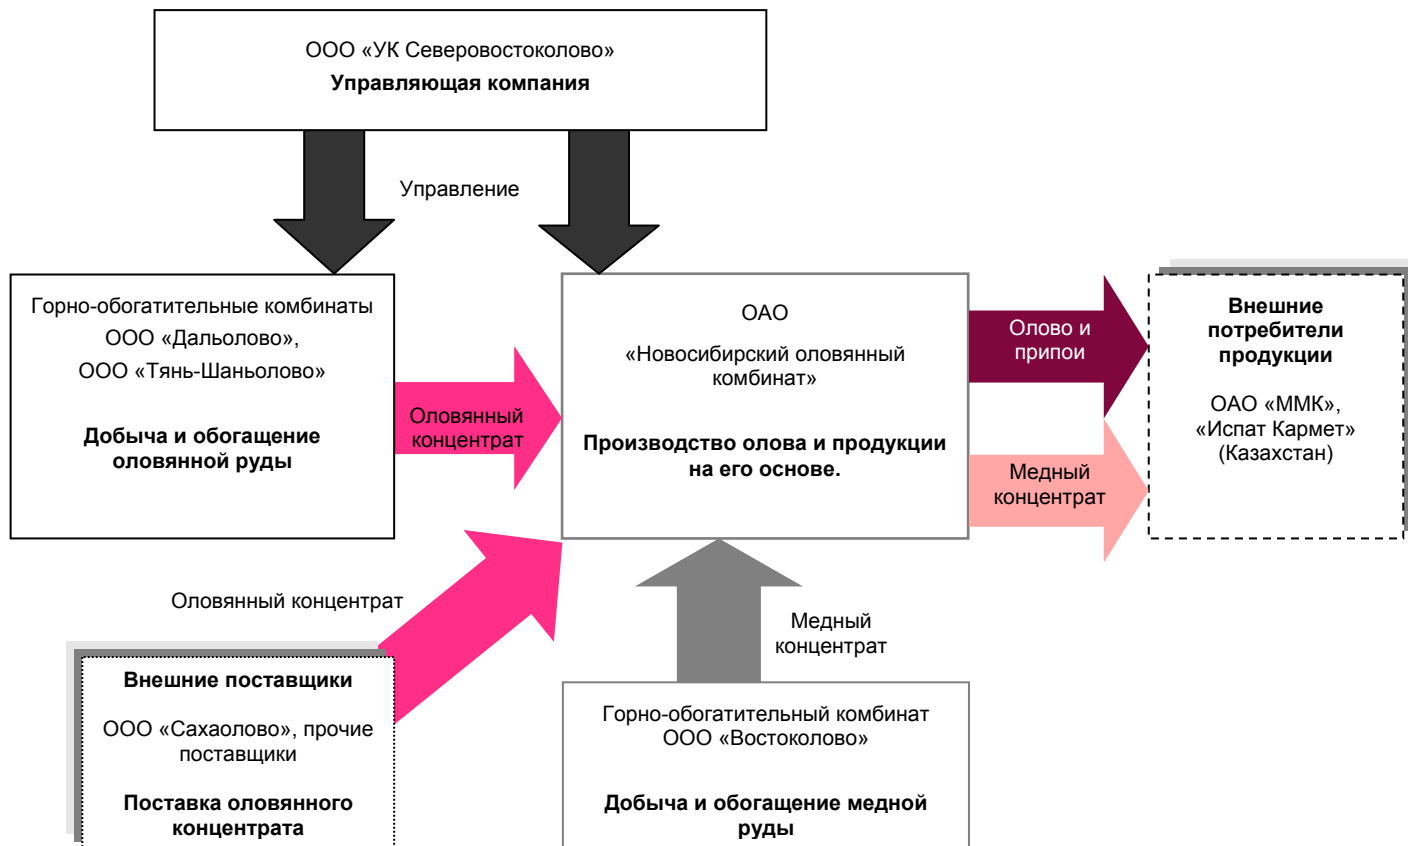 ООО «УК Северовостоколово»
Управляющая компания
Управление
Горно-обогатительные комбинаты
ООО «Дальолово»,
ООО «Тянь-Шаньолово»
Добыча и обогащение
оловянной руды
Оловянный
концентрат
ОАО
«Новосибирский оловянный
комбинат»
Производство олова и продукции
на его основе.
Олово и
припои
Медный
концентрат
Внешние
потребители
продукции
ОАО «ММК»,
«Испат Кармет»
(Казахстан)
Оловянный концентрат
Внешние поставщики
ООО «Сахаолово», прочие
поставщики
Поставка оловянного
концентрата
Медный
концентрат
Горно-обогатительный комбинат
ООО «Востоколово»
Добыча и обогащение медной
руды